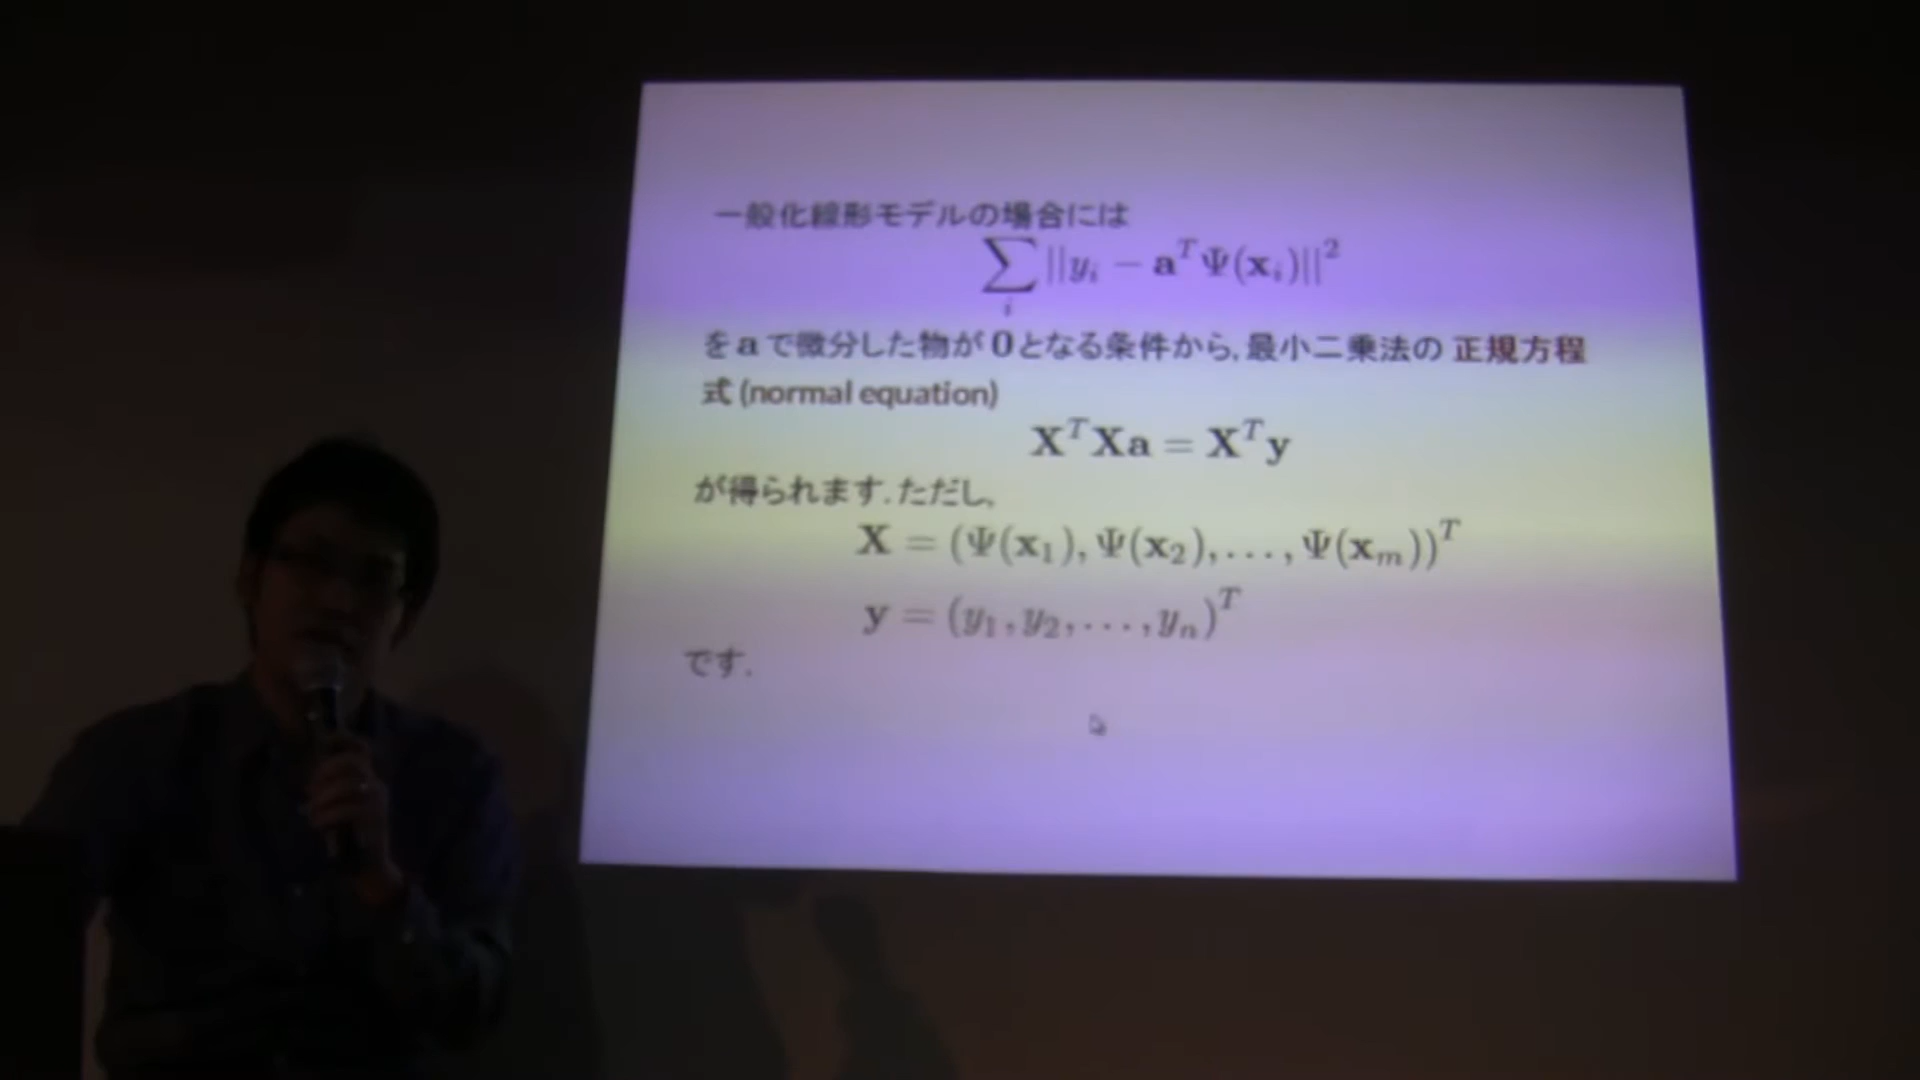 一般化線形モデルの場合には
∑_i ||y_i − a^T Ψ(x_i)||^2
を a で微分した物が 0 となる条件から, 最小二乗法の 正規方程
式 (normal equation)
X^T Xa = X^T y
が得られます. ただし,
X = (Ψ(x_1), Ψ(x_2), . . . , Ψ(x_m))^T
y = (y_1, y_2, . . . , y_n)^T
です.